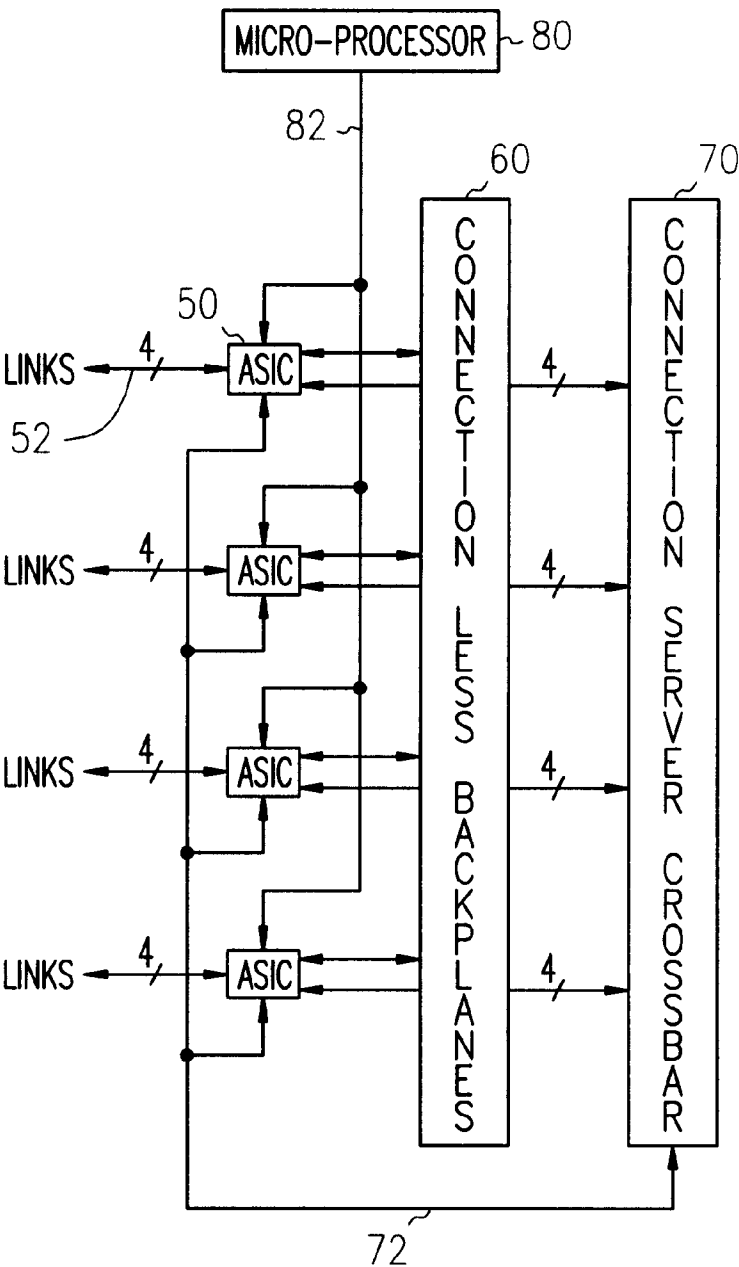 MICRO-PROCESSOR 80
82
60 70
50
LINKS 4 ASIC 4
52
LINKS 4 ASIC 4
LINKS 4 ASIC 4
LINKS 4 ASIC 4
CONNECTION LESS BACKPLANES
CONNECTION SERVER CROSSBAR
72